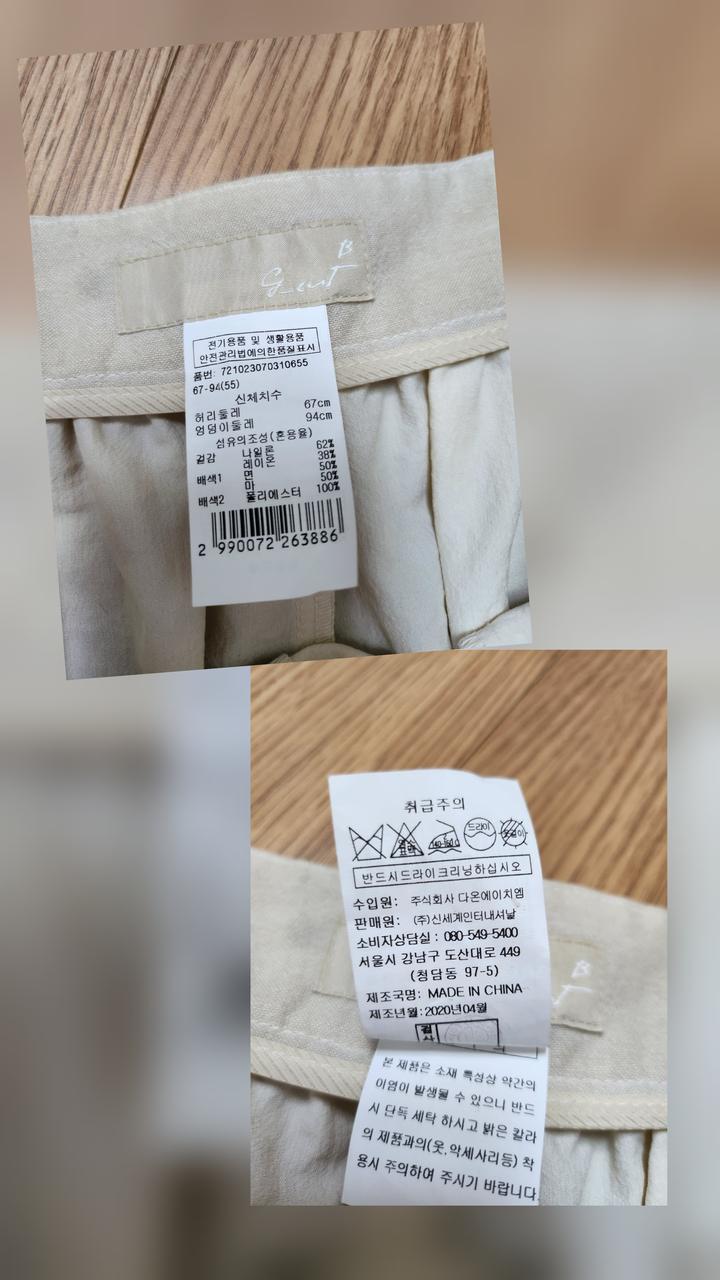 B
전기용품 및 생활용품
안전관리법에의한품질표시
품번: 721023070310655
67-94(55)
신체치수
허리둘레 67cm
엉덩이둘레 94cm
섬유의조성(혼용율)
겉감 나일론 62%
레이온 38%
배색1 면 50%
마 50%
배색2 폴리에스터 100%
2 990072 263886
취급주의
드라이
반드시드라이크리닝하십시오
수입원: 주식회사 다온에이치엠
판매원: (주)신세계인터내셔날
소비자상담실 : 080-549-5400
서울시 강남구 도산대로 449
(청담동 97-5)
제조국명: MADE IN CHINA
제조년월: 2020년04월
B
본 제품은 소재 특성상 약간의
이염이 발생될 수 있으니 반드
시 단독 세탁 하시고 밝은 칼라
의 제품과의(옷,악세사리등) 착
용시 주의하여 주시기 바랍니다.